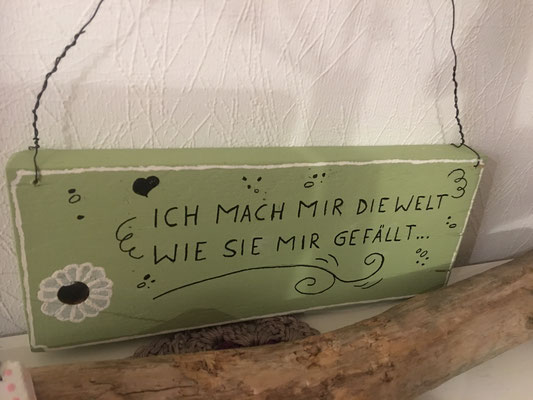 ICH MACH MIR DIE WELT
WIE SIE MIR GEFÄLLT...